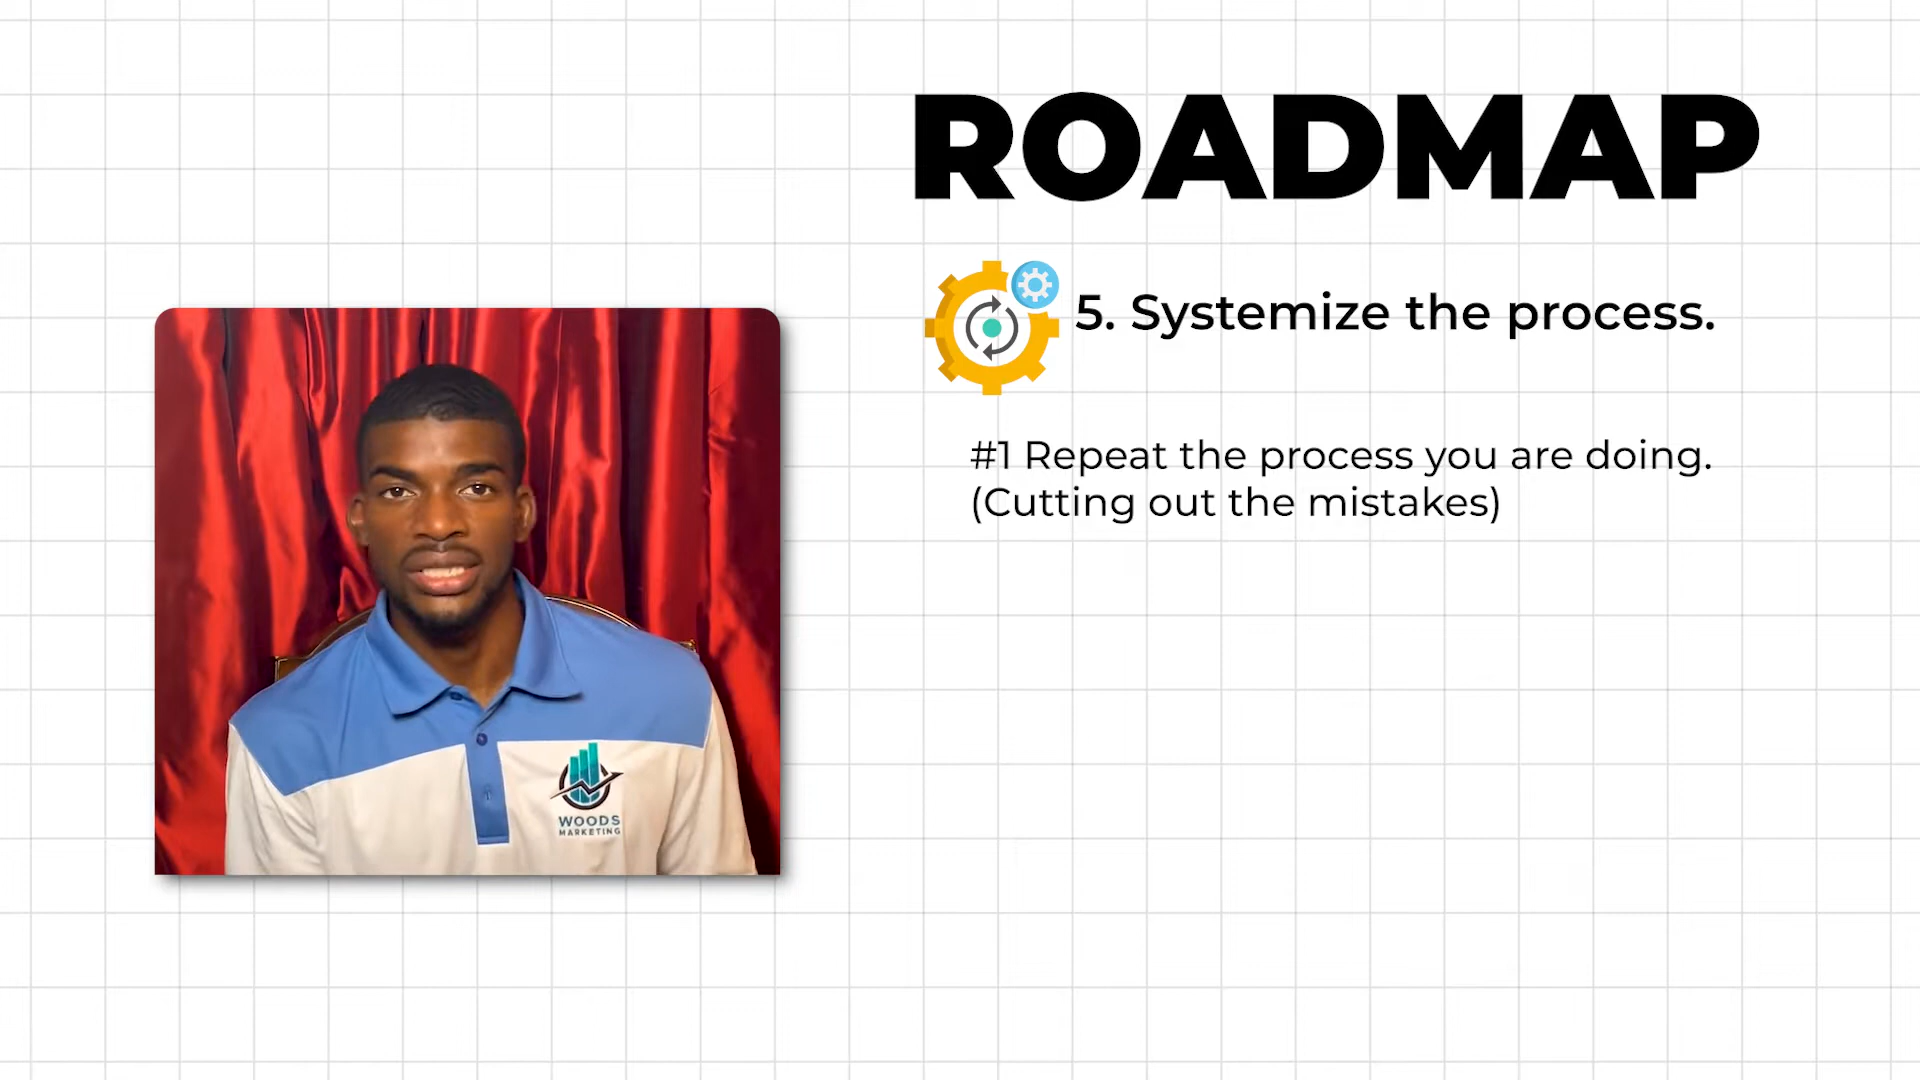 ROADMAP
5. Systemize the process.
#1 Repeat the process you are doing.
(Cutting out the mistakes)
WOODS
MARKETING